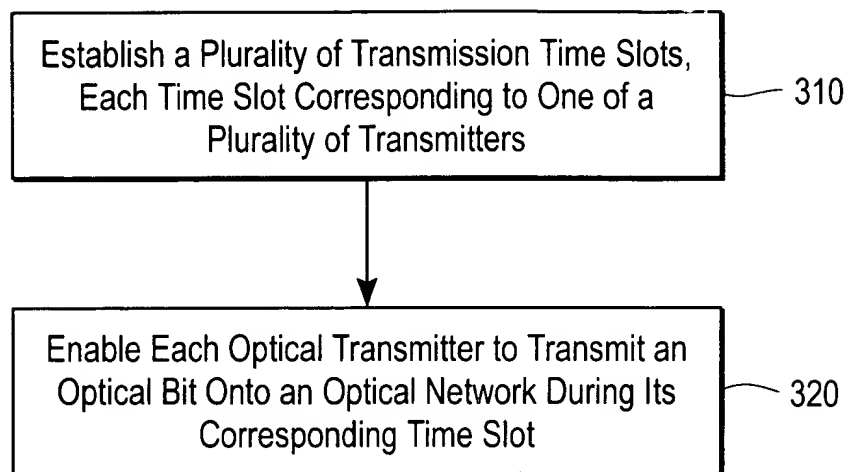 Establish a Plurality of Transmission Time Slots,
Each Time Slot Corresponding to One of a
Plurality of Transmitters
310
Enable Each Optical Transmitter to Transmit an
Optical Bit Onto an Optical Network During Its
Corresponding Time Slot
320